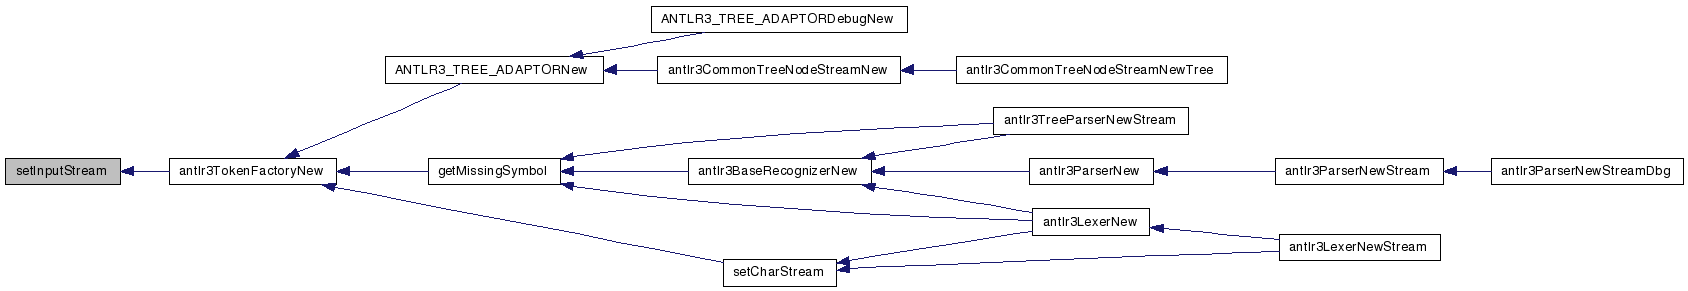 ANTLR3_TREE_ADAPTORDebugNew
ANTLR3_TREE_ADAPTORNew
antlr3CommonTreeNodeStreamNew
antlr3CommonTreeNodeStreamNewTree
antlr3TreeParserNewStream
setInputStream
antlr3TokenFactoryNew
getMissingSymbol
antlr3BaseRecognizerNew
antlr3ParserNew
antlr3ParserNewStream
antlr3ParserNewStreamDbg
antlr3LexerNew
antlr3LexerNewStream
setCharStream